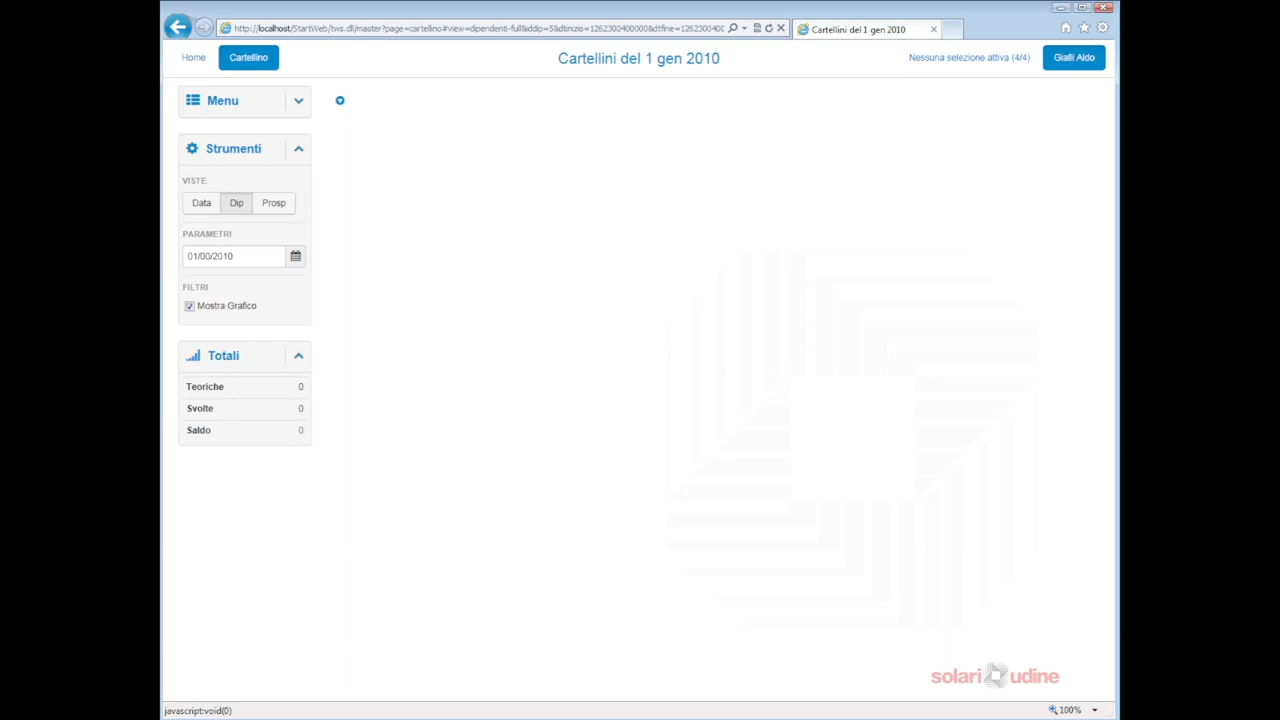 http://localhost/StartWeb/tws.dll/master?page=cartellino#view=dipendenti-full&iddip=5&dtinizio=1262300400000&dtfine=1262300400
Cartellini del 1 gen 2010
Home
Cartellino
Cartellini del 1 gen 2010
Nessuna selezione attiva (4/4)
Gialli Aldo
Menu
Strumenti
VISTE
Data
Dip
Prosp
PARAMETRI
01/00/2010
FILTRI
Mostra Grafico
Totali
Teoriche 0
Svolte 0
Saldo 0
solari udine
javascript:void(0)
100%